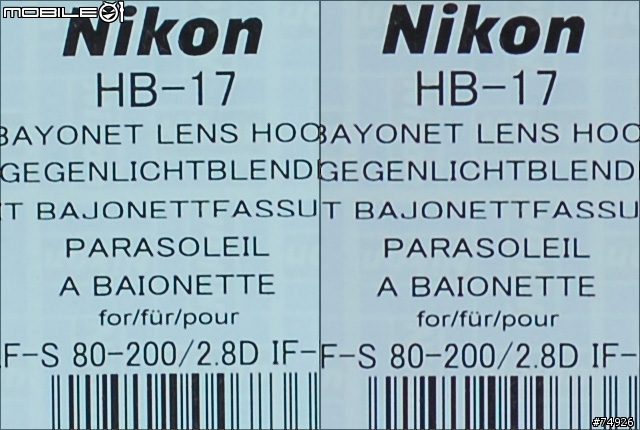 MOBILE01
Nikon
HB-17
BAYONET LENS HOO
GEGENLICHTBLEND
T BAJONETTFASSU
PARASOLEIL
A BAIONETTE
for/für/pour
F-S 80-200/2.8D IF-
Nikon
HB-17
BAYONET LENS HOO
GEGENLICHTBLEND
T BAJONETTFASSU
PARASOLEIL
A BAIONETTE
for/für/pour
F-S 80-200/2.8D IF-
#74926